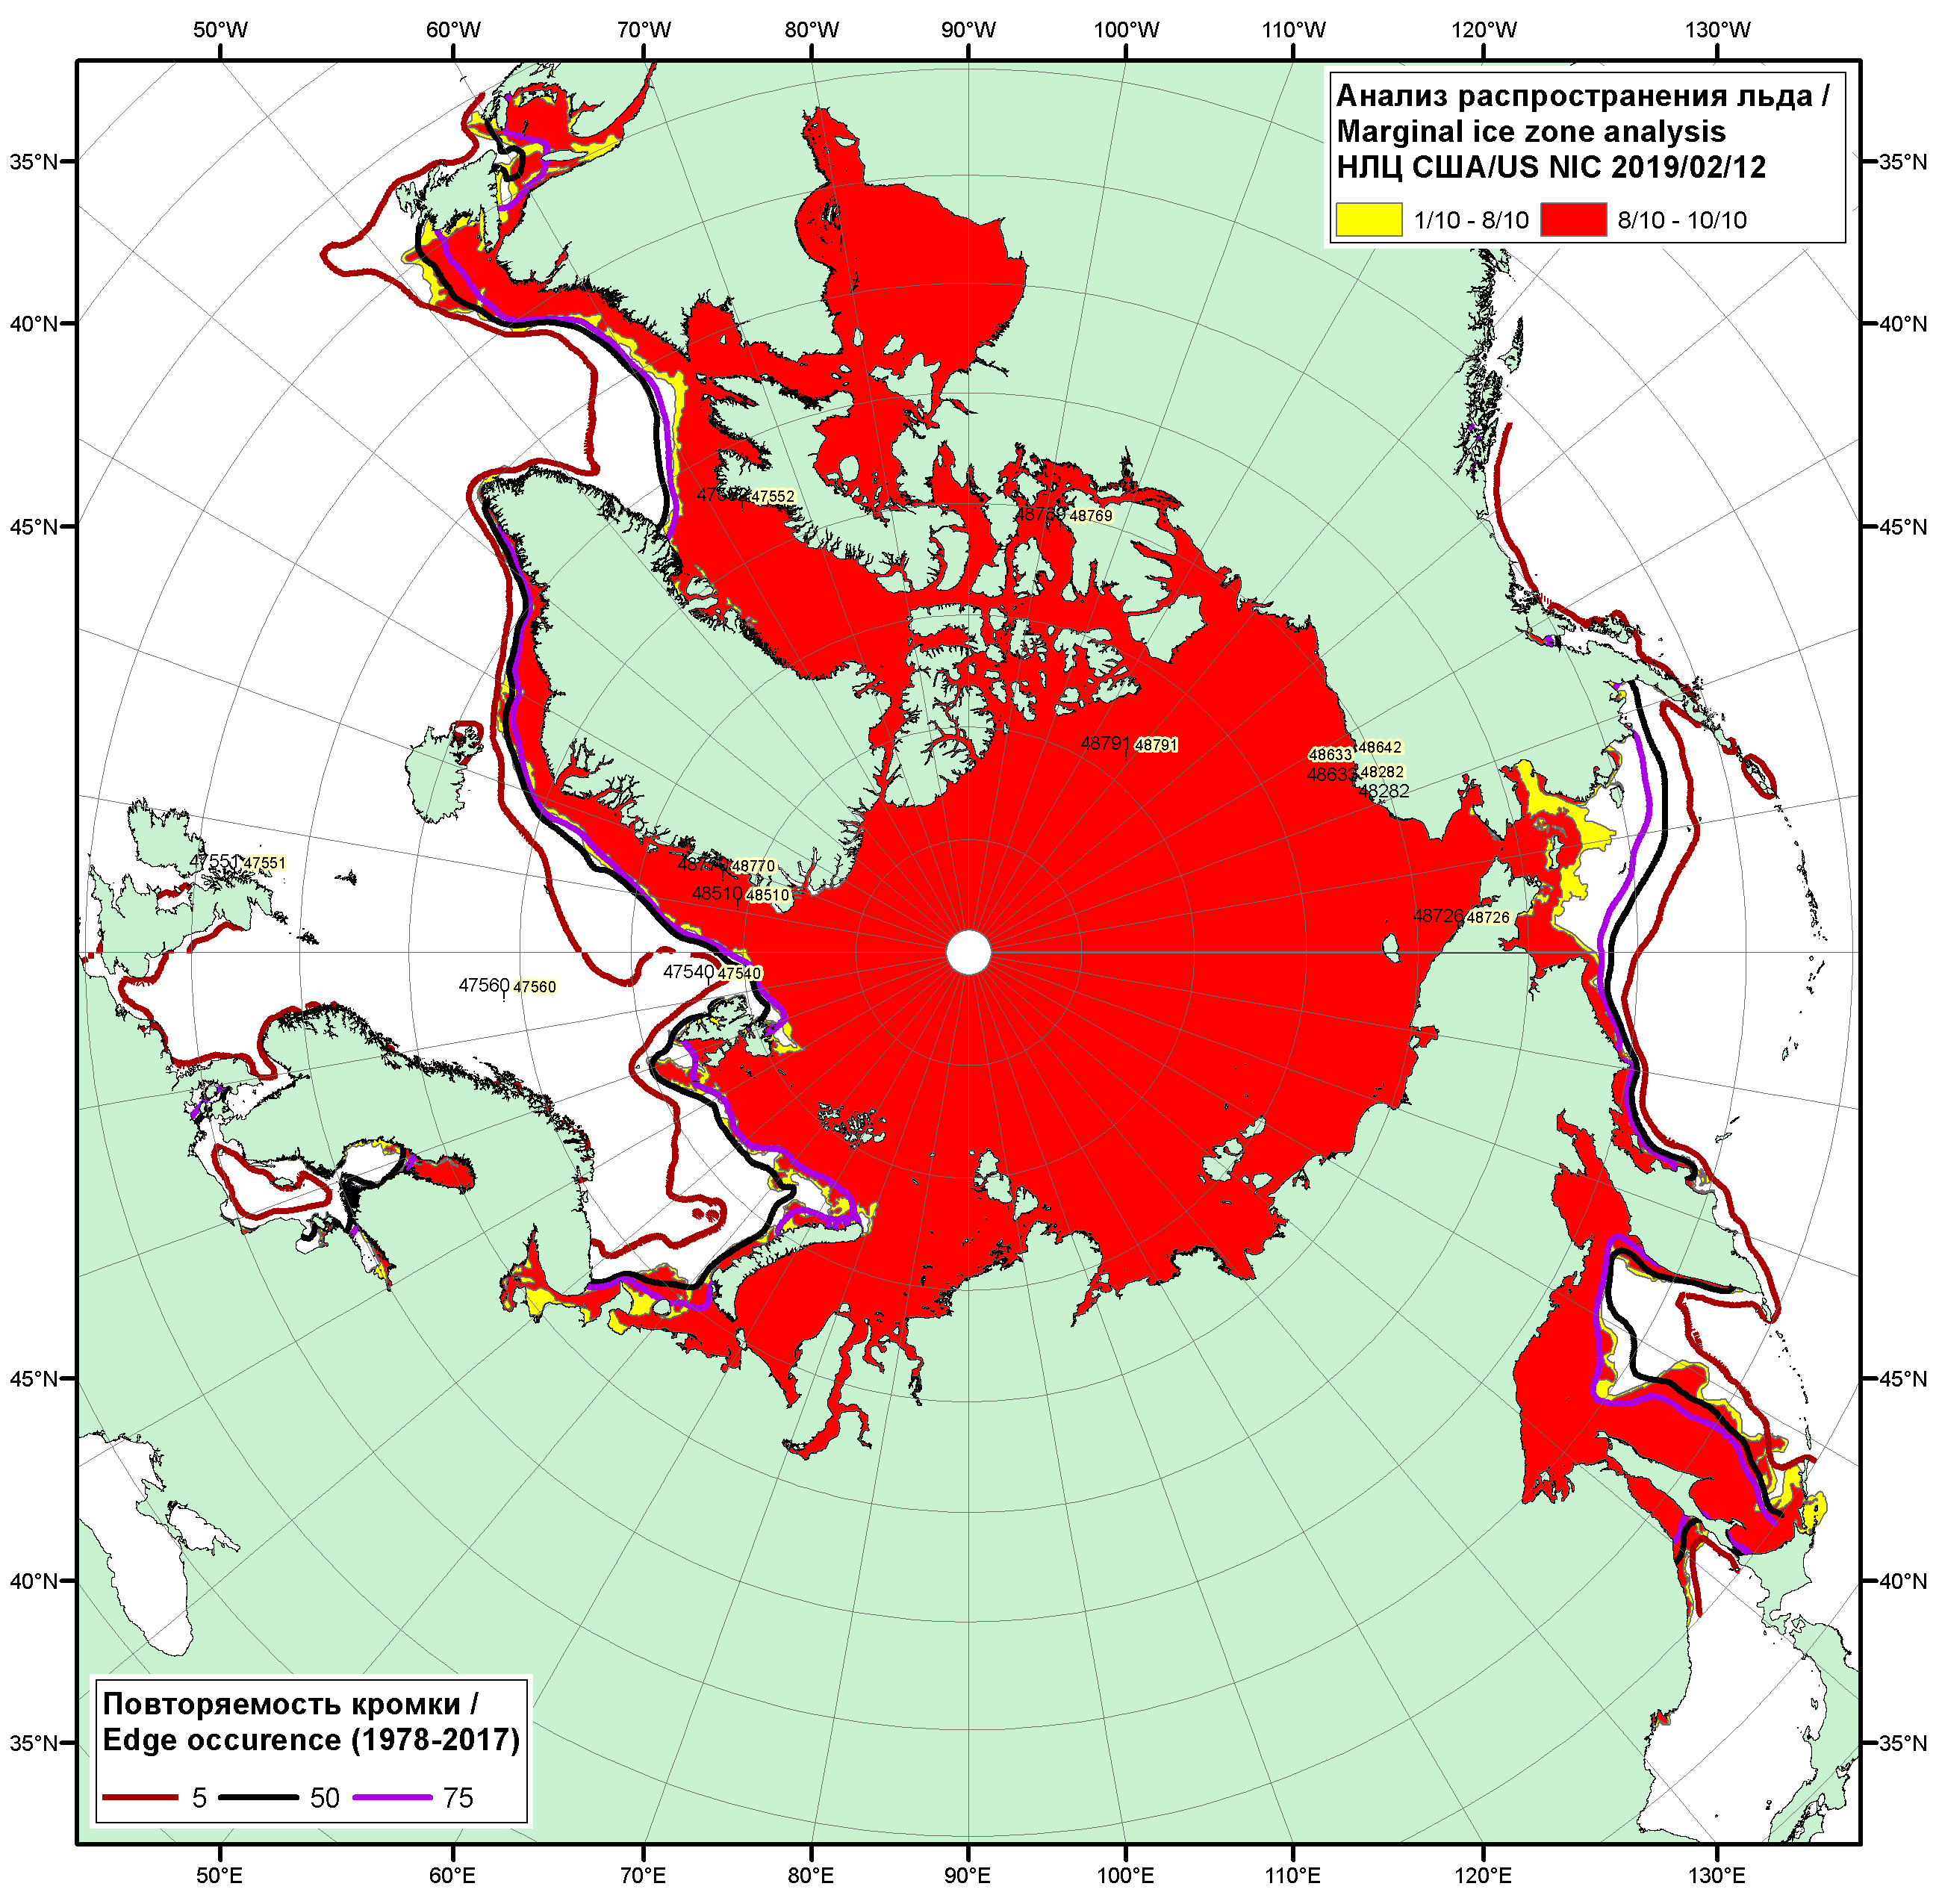 50°W 60°W 70°W 80°W 90°W 100°W 110°W 120°W 130°W
Анализ распространения льда /
Marginal ice zone analysis
НЛЦ США/US NIC 2019/02/12
1/10 - 8/10 8/10 - 10/10
35°N 35°N
40°N 40°N
47552
48769 48769
45°N 45°N
48791 48791
48633 48642
48633 48282
48282
47551 47551
48770
48510 48510
48726 48726
47540 47540
47560 47560
45°N 45°N
40°N 40°N
Повторяемость кромки /
Edge occurence (1978-2017)
35°N 35°N
5 50 75
50°E 60°E 70°E 80°E 90°E 100°E 110°E 120°E 130°E